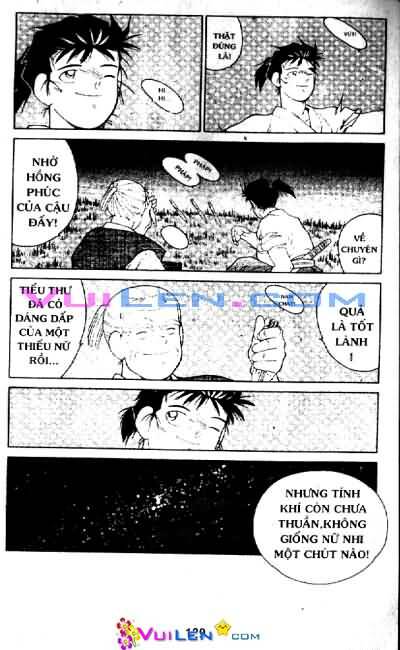 THẬT
ĐÚNG
LÀ!
VÚT!
HI
HI
NHỜ
HỒNG
PHÚC
CỦA CẬU
ĐẤY!
PHẬP!
PHẬP!
VỀ
CHUYỆN
GÌ?
TIỂU THƯ
ĐÃ CÓ
DÁNG DẤP
CỦA MỘT
THIẾU NỮ
RỒI...
QUẢ
LÀ TỐT
LÀNH
!
VUILEN.COM
NHƯNG TÍNH
KHÍ CÒN CHƯA
THUẦN,KHÔNG
GIỐNG NỮ NHI
MỘT CHÚT NÀO!
129
VUILEN
.com